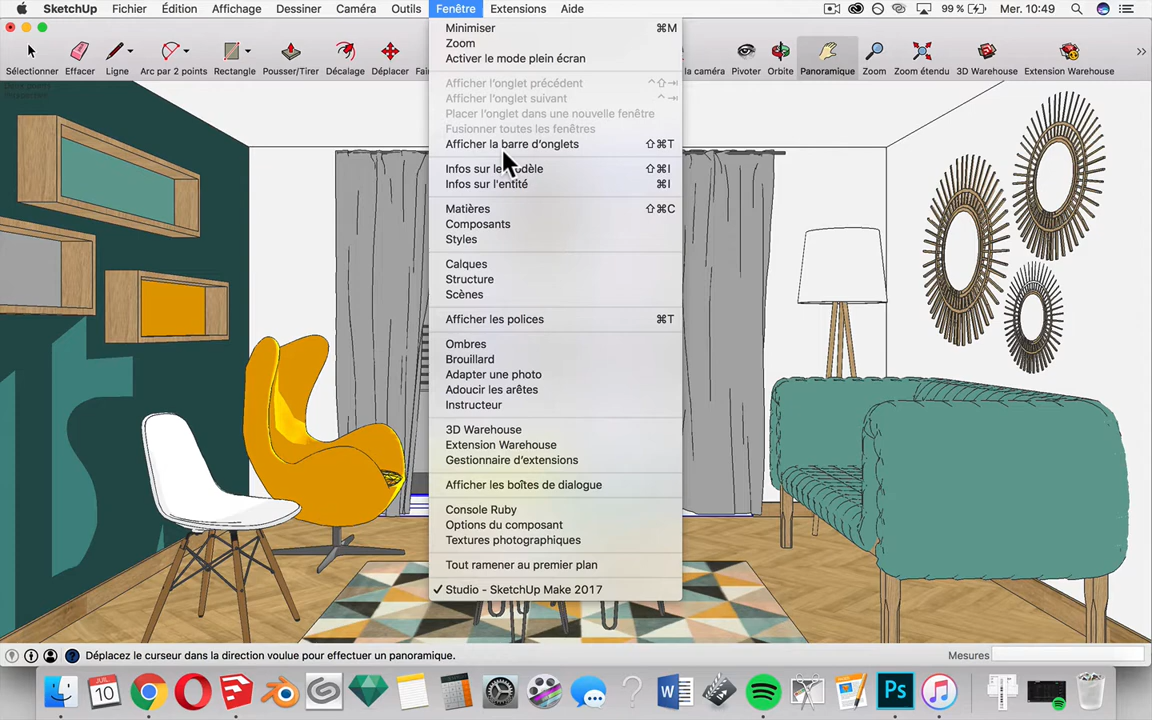 SketchUp Fichier Édition Affichage Dessiner Caméra Outils Fenêtre Extensions Aide 99 % Mer. 10:49
Sélectionner Effacer Ligne Arc par 2 points Rectangle Pousser/Tirer Décalage Déplacer la caméra Pivoter Orbite Panoramique Zoom Zoom étendu 3D Warehouse Extension Warehouse
Minimiser ⌘M
Zoom
Activer le mode plein écran
Afficher l'onglet précédent ⌃⇧⇥
Afficher l'onglet suivant ⌃⇥
Placer l'onglet dans une nouvelle fenêtre
Fusionner toutes les fenêtres
Afficher la barre d'onglets ⇧⌘T
Infos sur le modèle ⇧⌘I
Infos sur l'entité ⌘I
Matières ⇧⌘C
Composants
Styles
Calques
Structure
Scènes
Afficher les polices ⌘T
Ombres
Brouillard
Adapter une photo
Adoucir les arêtes
Instructeur
3D Warehouse
Extension Warehouse
Gestionnaire d'extensions
Afficher les boîtes de dialogue
Console Ruby
Options du composant
Textures photographiques
Tout ramener au premier plan
✓ Studio - SketchUp Make 2017
Déplacez le curseur dans la direction voulue pour effectuer un panoramique. Mesures
JUIL
10
Ps